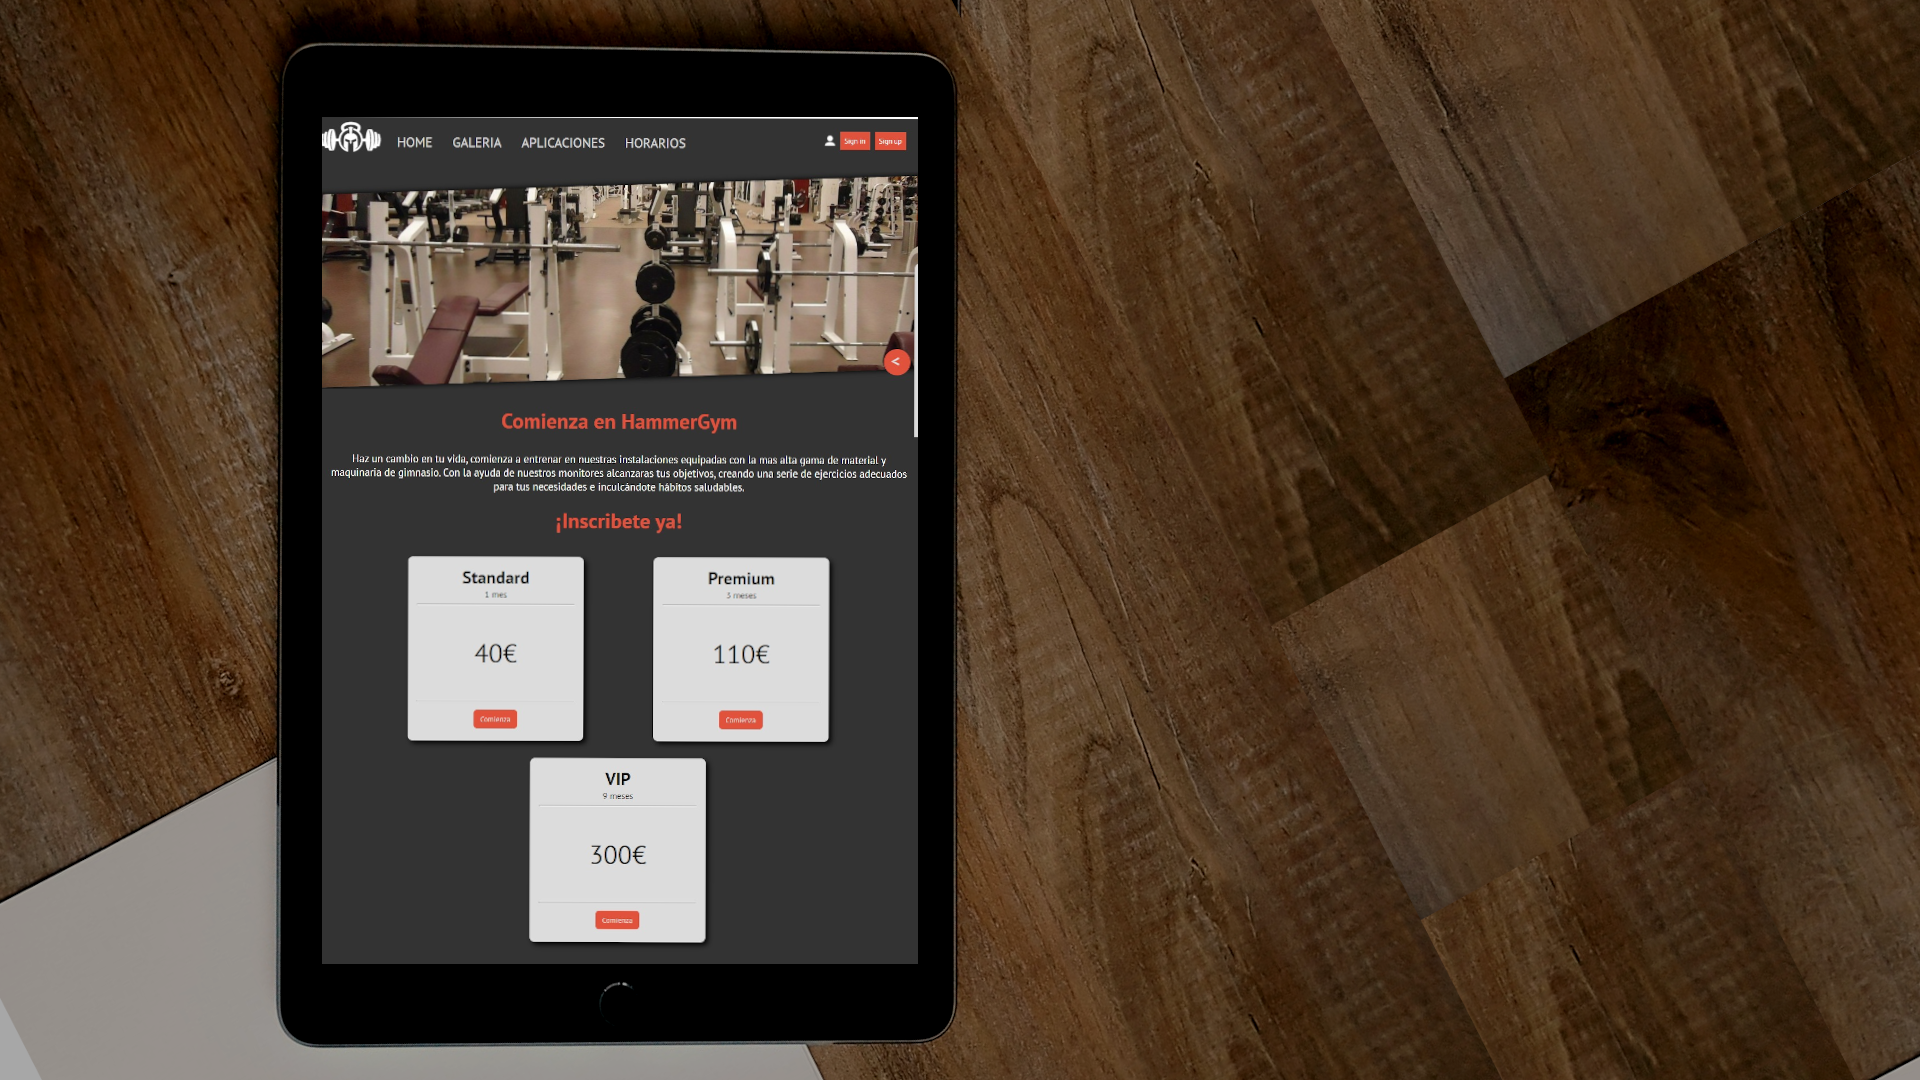 HOME GALERIA APLICACIONES HORARIOS Sign in Sign up
<
Comienza en HammerGym
Haz un cambio en tu vida, comienza a entrenar en nuestras instalaciones equipadas con la mas alta gama de material y
maquinaria de gimnasio. Con la ayuda de nuestros monitores alcanzaras tus objetivos, creando una serie de ejercicios adecuados
para tus necesidades e inculcándote hábitos saludables.
¡Inscribete ya!
Standard
1 mes
40€
Comienza
Premium
3 meses
110€
Comienza
VIP
9 meses
300€
Comienza